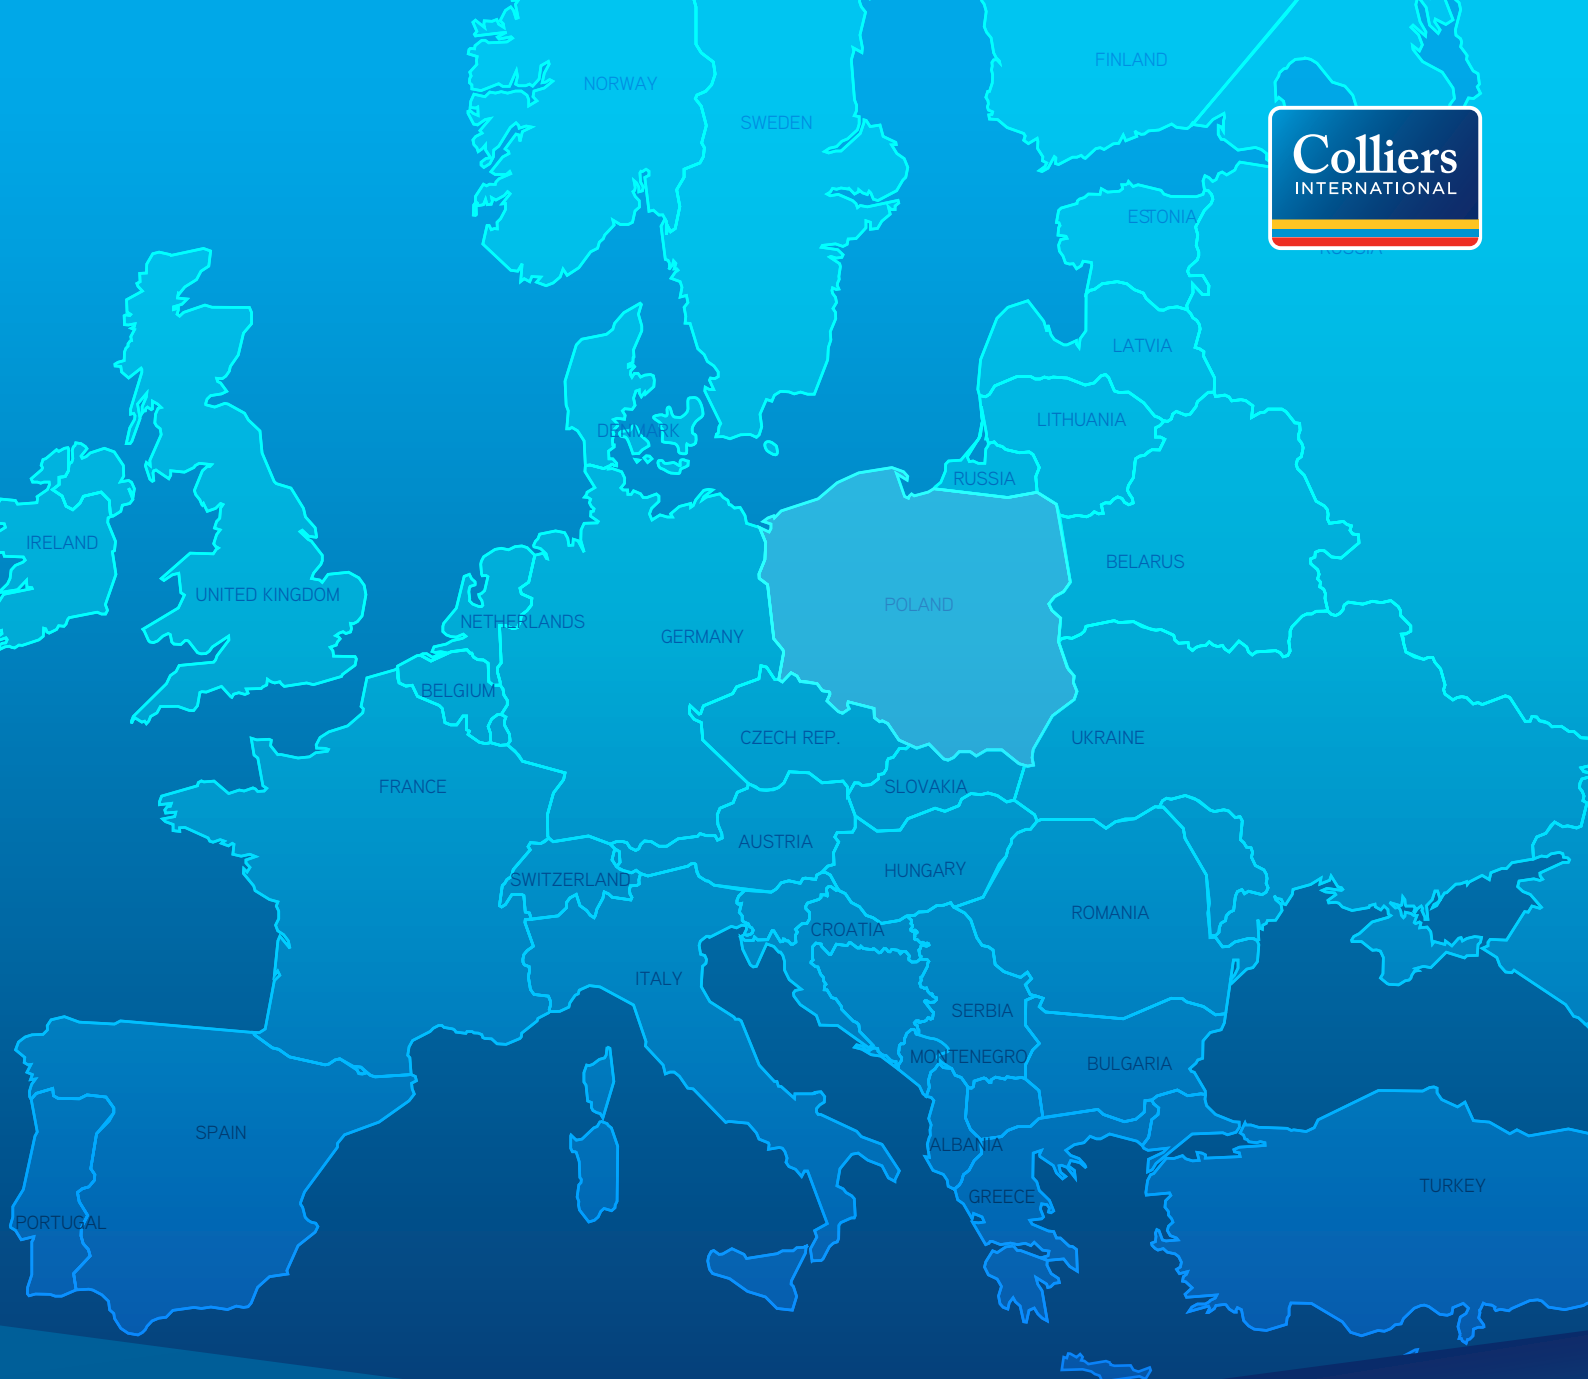 FINLAND
NORWAY
SWEDEN
Colliers
INTERNATIONAL
ESTONIA
RUSSIA
LATVIA
LITHUANIA
DENMARK
RUSSIA
IRELAND
BELARUS
UNITED KINGDOM
POLAND
NETHERLANDS
GERMANY
BELGIUM
CZECH REP.
UKRAINE
FRANCE
SLOVAKIA
AUSTRIA
HUNGARY
SWITZERLAND
ROMANIA
CROATIA
ITALY
SERBIA
MONTENEGRO
BULGARIA
SPAIN
ALBANIA
TURKEY
GREECE
PORTUGAL